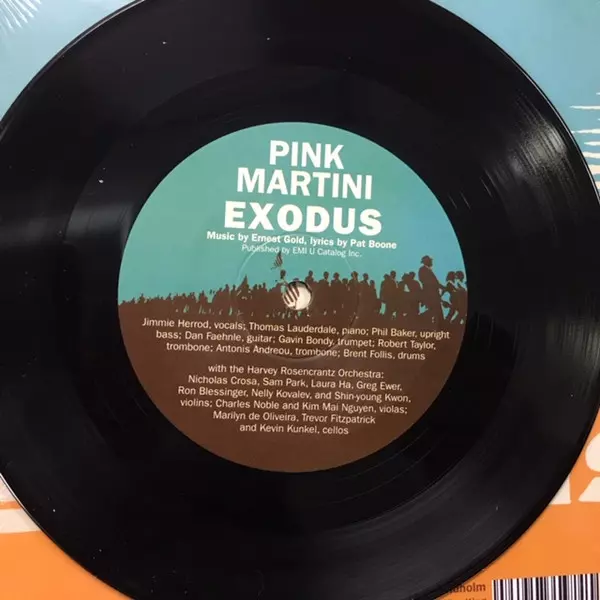 PINK
MARTINI
EXODUS
Music by Ernest Gold, lyrics by Pat Boone
Published by EMI U Catalog Inc.
Jimmie Herrod, vocals; Thomas Lauderdale, piano; Phil Baker, upright
bass; Dan Faehnle, guitar; Gavin Bondy, trumpet; Robert Taylor,
trombone; Antonis Andreou, trombone; Brent Follis, drums
with the Harvey Rosencrantz Orchestra:
Nicholas Crosa, Sam Park, Laura Ha, Greg Ewer,
Ron Blessinger, Nelly Kovalev, and Shin-young Kwon,
violins; Charles Noble and Kim Mai Nguyen, violas;
Marilyn de Oliveira, Trevor Fitzpatrick
and Kevin Kunkel, cellos